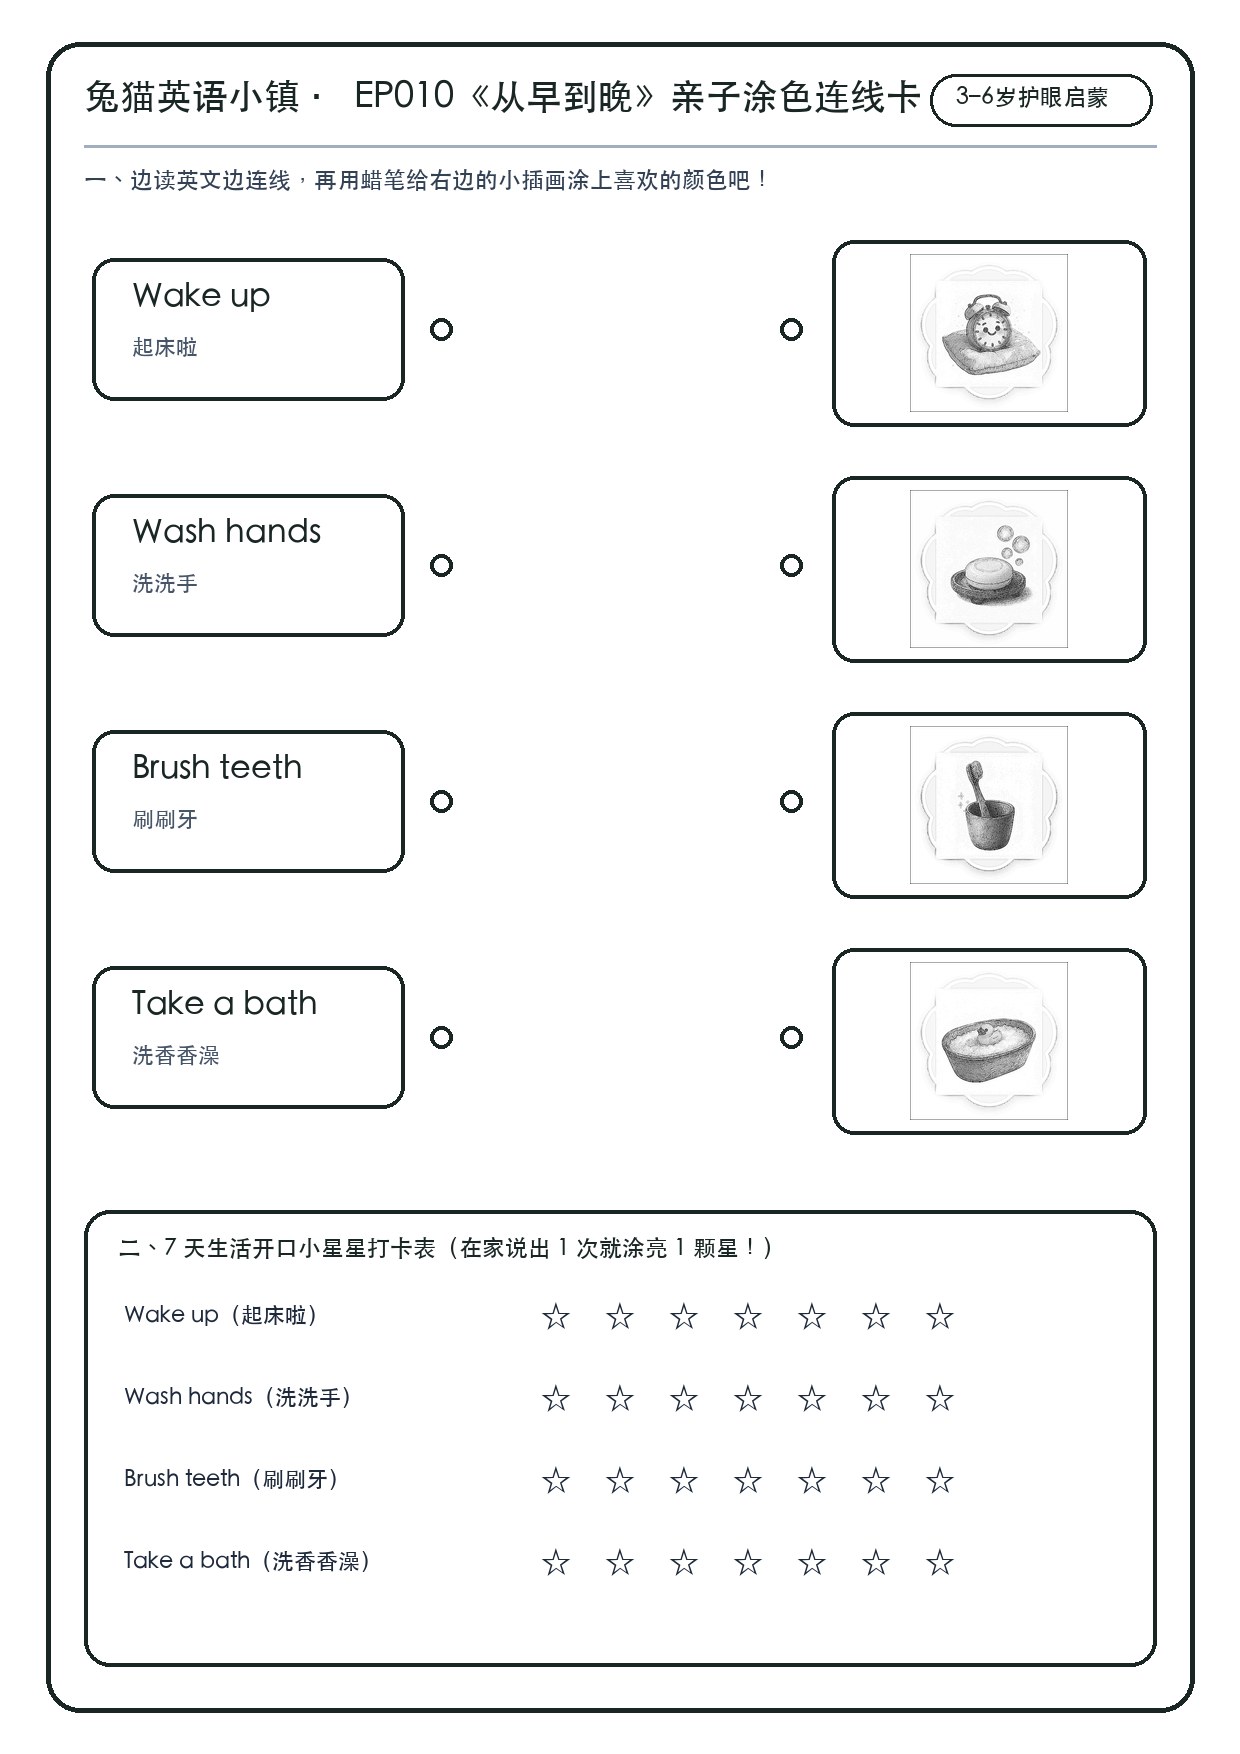 兔猫英语小镇· EP010《从早到晚》亲子涂色连线卡
3-6岁护眼启蒙
一、边读英文边连线，再用蜡笔给右边的小插画涂上喜欢的颜色吧！
Wake up
起床啦
Wash hands
洗洗手
Brush teeth
刷刷牙
Take a bath
洗香香澡
二、7 天生活开口小星星打卡表（在家说出 1 次就涂亮 1 颗星！）
Wake up（起床啦） ☆ ☆ ☆ ☆ ☆ ☆ ☆
Wash hands（洗洗手） ☆ ☆ ☆ ☆ ☆ ☆ ☆
Brush teeth（刷刷牙） ☆ ☆ ☆ ☆ ☆ ☆ ☆
Take a bath（洗香香澡） ☆ ☆ ☆ ☆ ☆ ☆ ☆